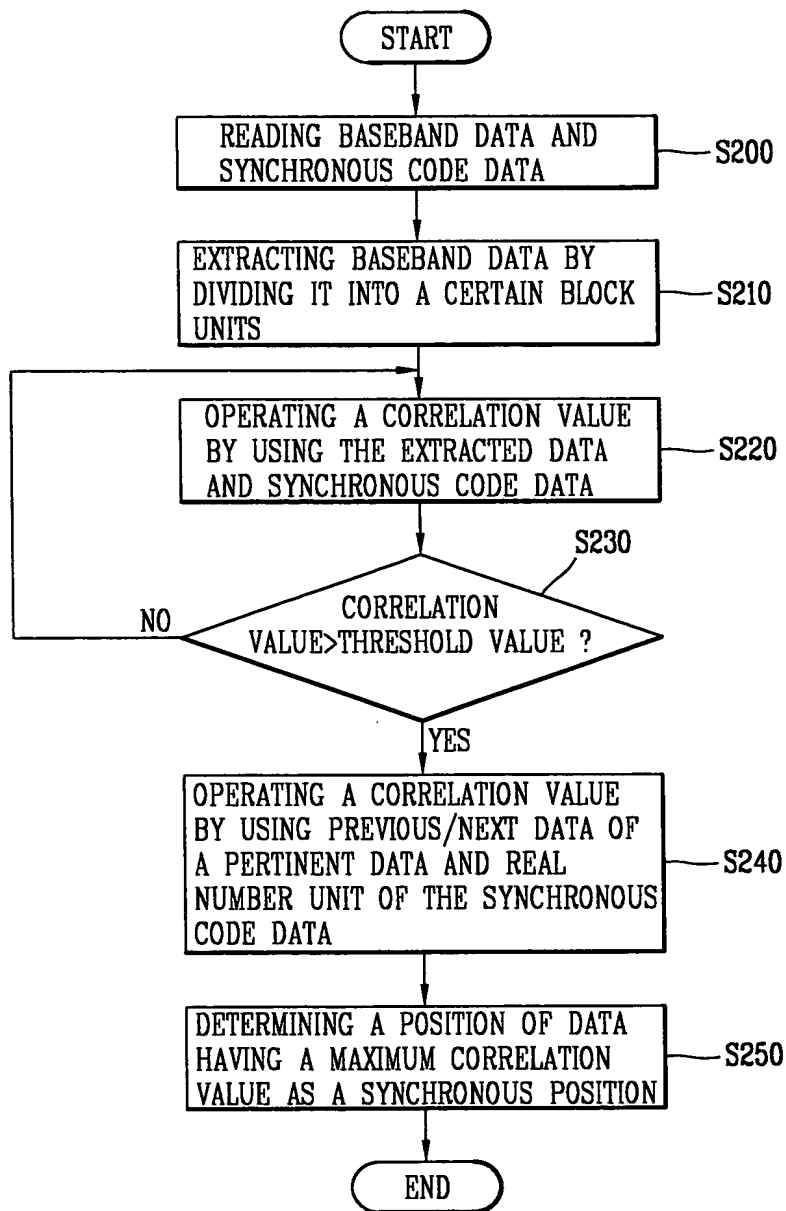 START
READING BASEBAND DATA AND
SYNCHRONOUS CODE DATA
S200
EXTRACTING BASEBAND DATA BY
DIVIDING IT INTO A CERTAIN BLOCK
UNITS
S210
OPERATING A CORRELATION VALUE
BY USING THE EXTRACTED DATA
AND SYNCHRONOUS CODE DATA
S220
S230
CORRELATION
VALUE>THRESHOLD VALUE ?
NO
YES
OPERATING A CORRELATION VALUE
BY USING PREVIOUS/NEXT DATA OF
A PERTINENT DATA AND REAL
NUMBER UNIT OF THE SYNCHRONOUS
CODE DATA
S240
DETERMINING A POSITION OF DATA
HAVING A MAXIMUM CORRELATION
VALUE AS A SYNCHRONOUS POSITION
S250
END